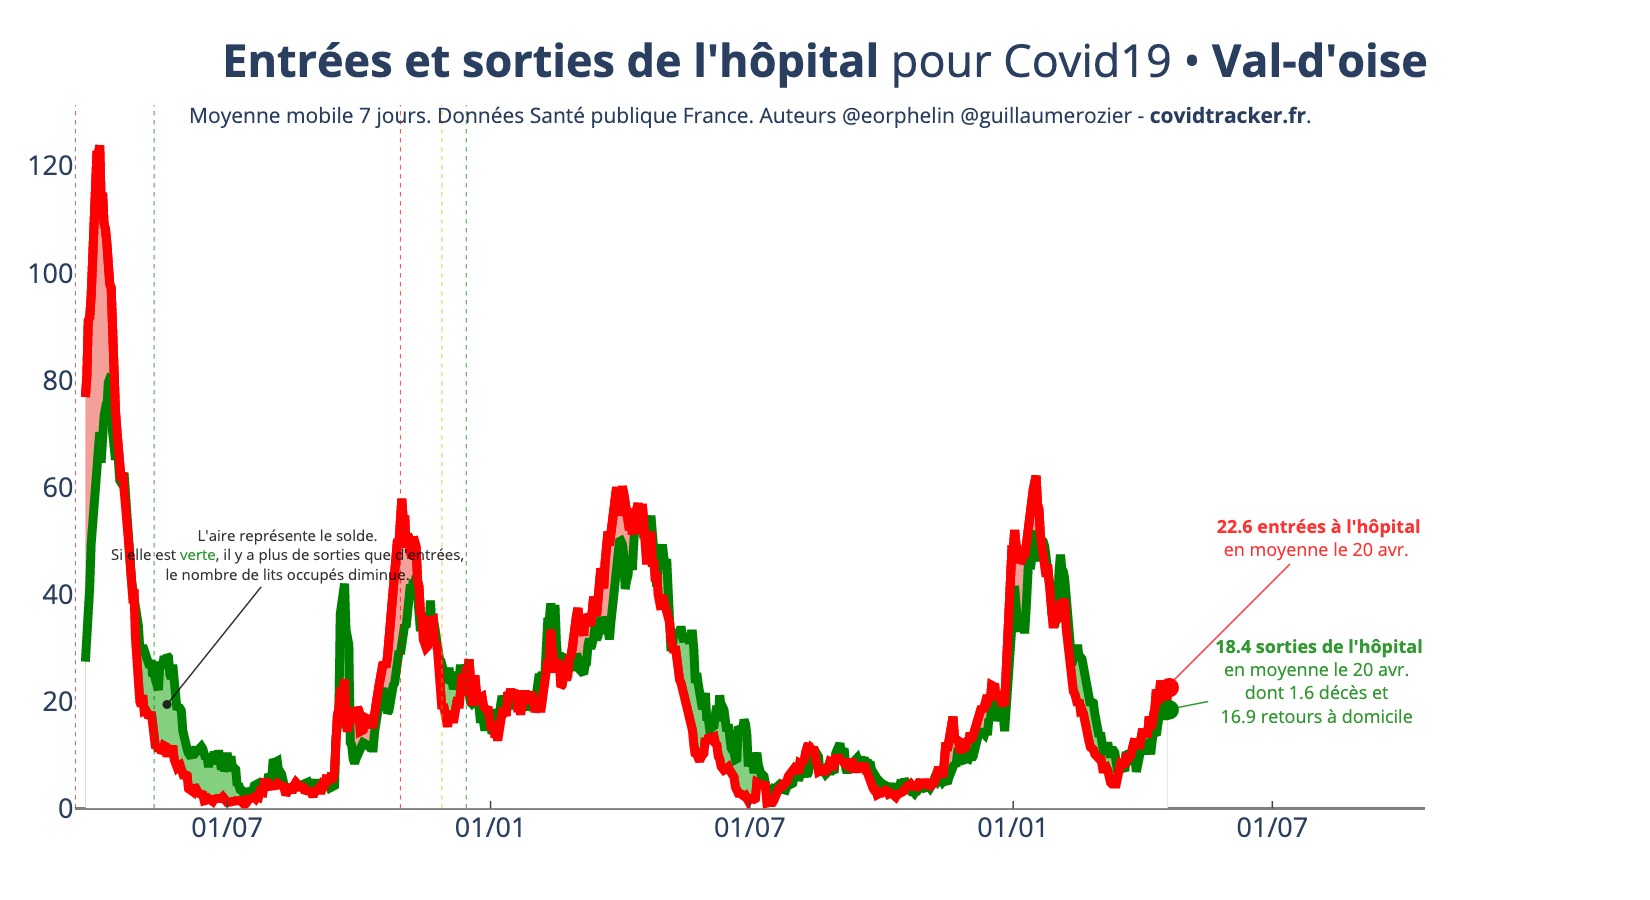 Entrées et sorties de l'hôpital pour Covid19 • Val-d'oise
Moyenne mobile 7 jours. Données Santé publique France. Auteurs @eorphelin @guillaumerozier - covidtracker.fr.
120
100
80
60
40
20
0
L'aire représente le solde.
Si elle est verte, il y a plus de sorties que d'entrées,
le nombre de lits occupés diminue.
22.6 entrées à l'hôpital
en moyenne le 20 avr.
18.4 sorties de l'hôpital
en moyenne le 20 avr.
dont 1.6 décès et
16.9 retours à domicile
01/07 01/01 01/07 01/01 01/07